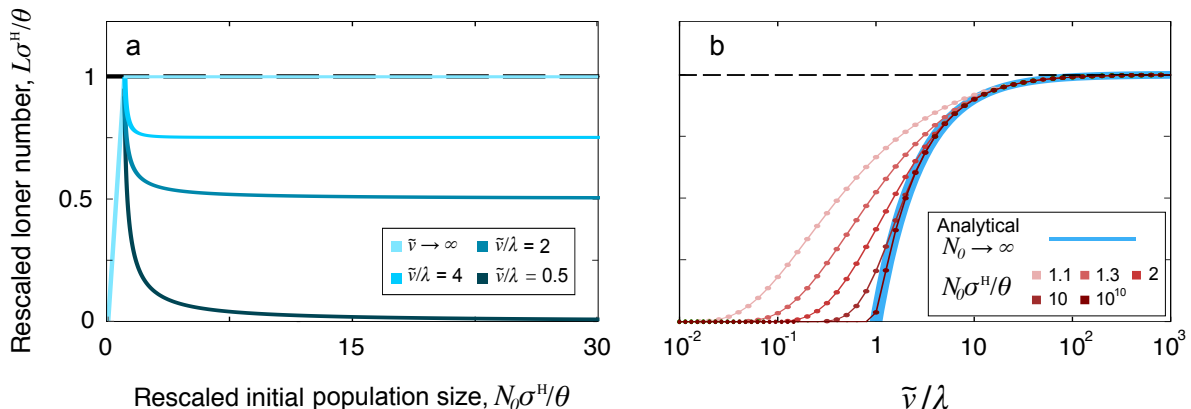 Rescaled loner number, Lσᴴ/θ
a
1
0.5
0
ṽ → ∞
ṽ/λ = 2
ṽ/λ = 4
ṽ/λ = 0.5
0
15
30
Rescaled initial population size, N₀σᴴ/θ
b
Analytical
N₀ → ∞
N₀σᴴ/θ
1.1 1.3 2
10 10¹⁰
10⁻² 10⁻¹ 1 10 10² 10³
ṽ/λ